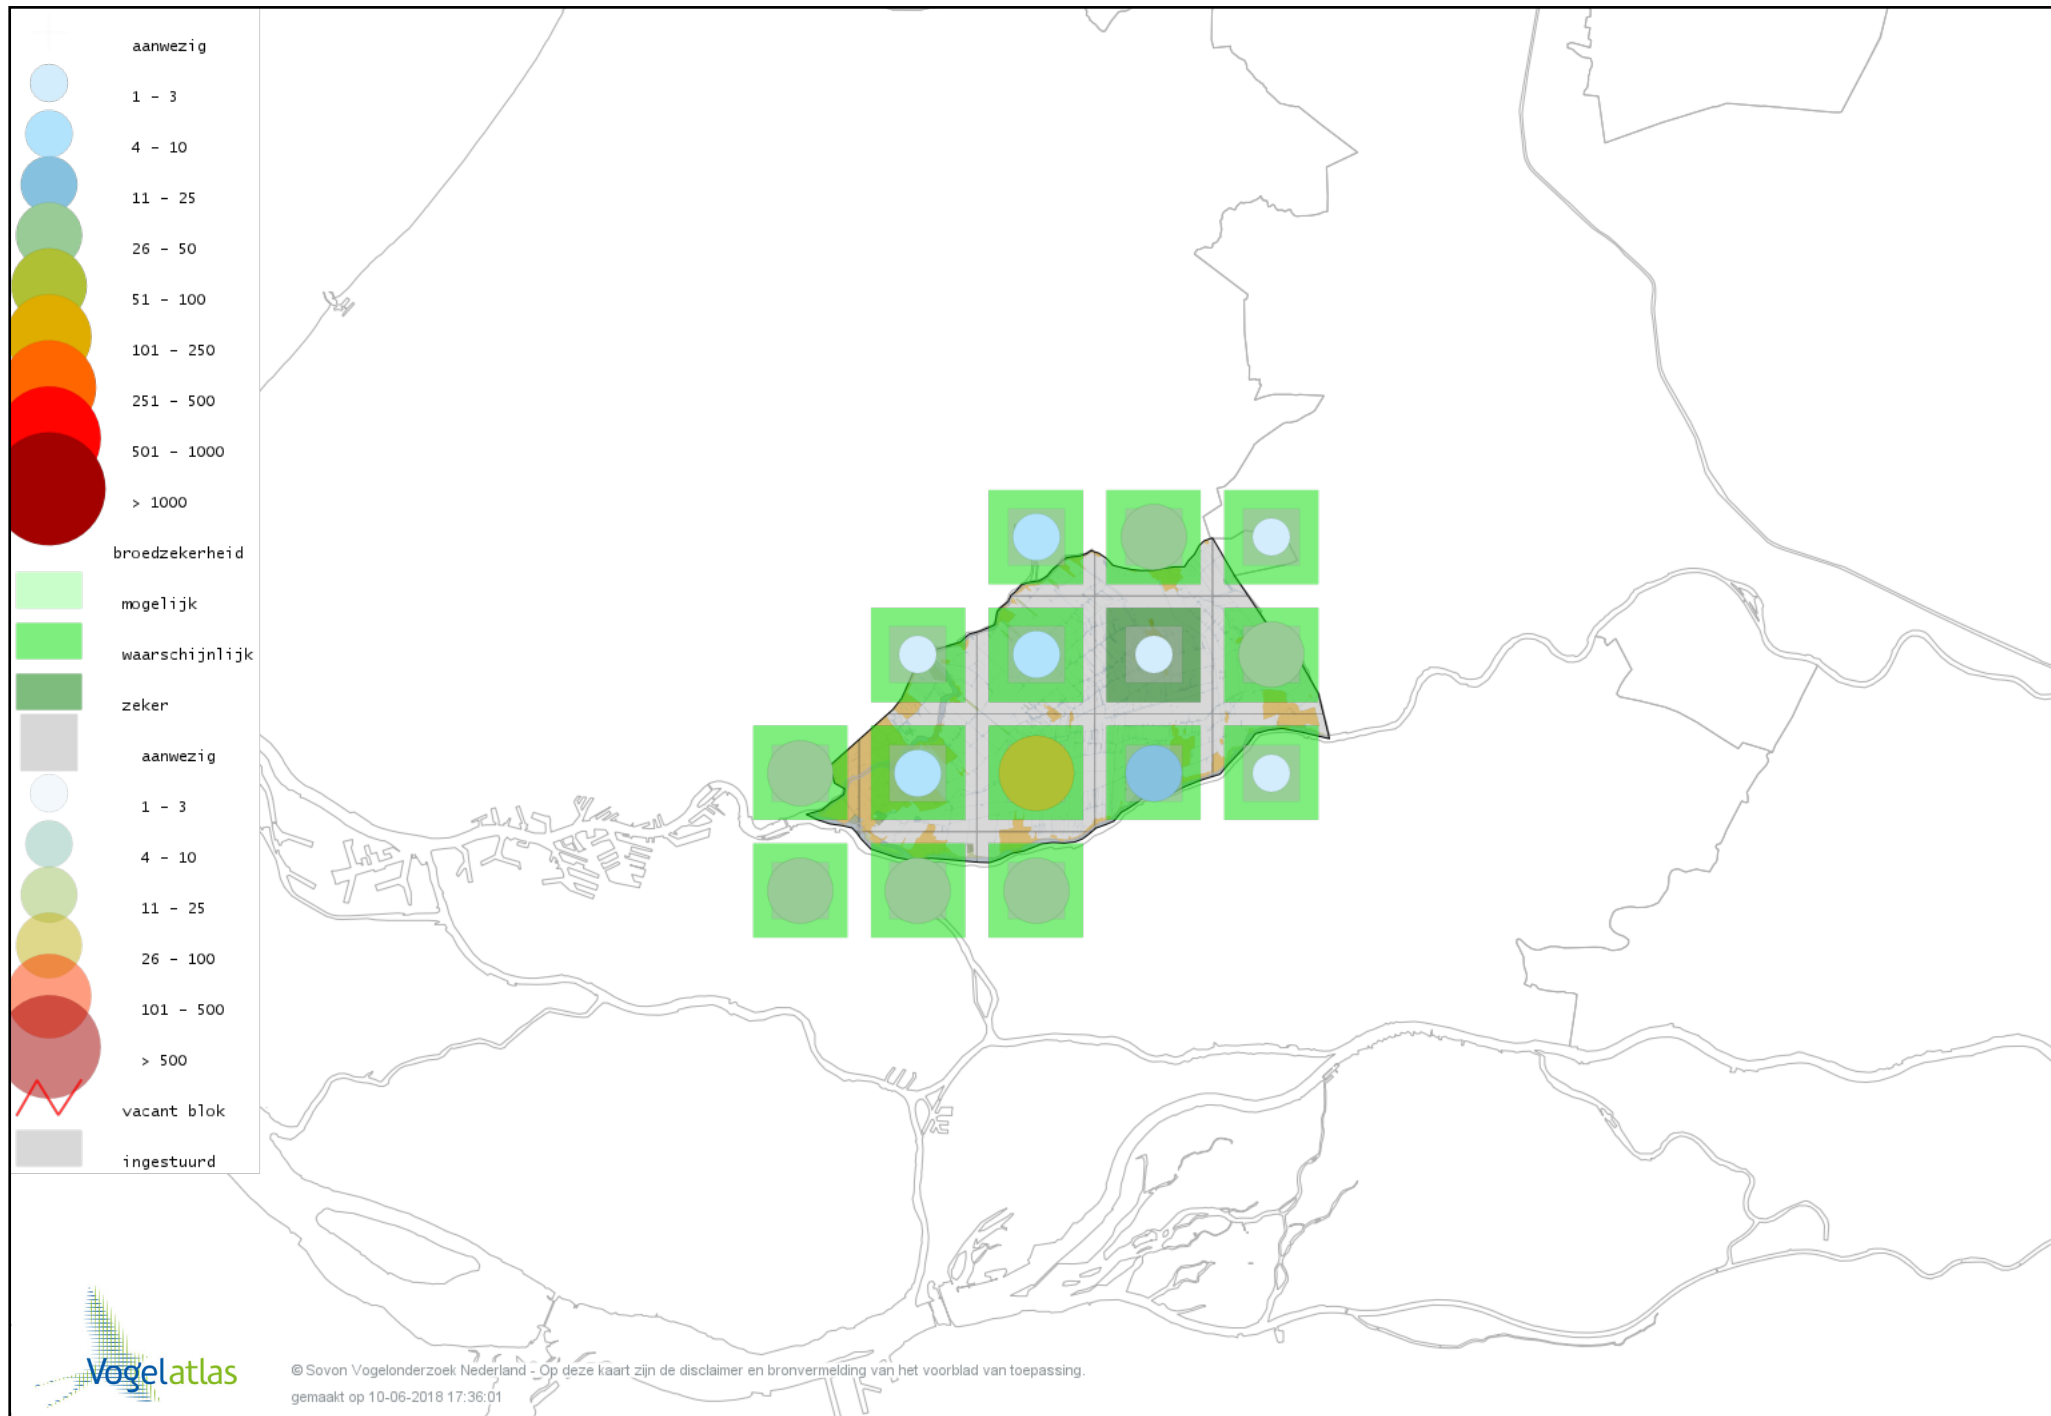 aanwezig
1 - 3
4 - 10
11 - 25
26 - 50
51 - 100
101 - 250
251 - 500
501 - 1000
> 1000
broedzekerheid
mogelijk
waarschijnlijk
zeker
aanwezig
1 - 3
4 - 10
11 - 25
26 - 100
101 - 500
> 500
vacant blok
ingestuurd
Vogelatlas
© Sovon Vogelonderzoek Nederland - Op deze kaart zijn de disclaimer en bronvermelding van het voorblad van toepassing.
gemaakt op 10-06-2018 17:36:01